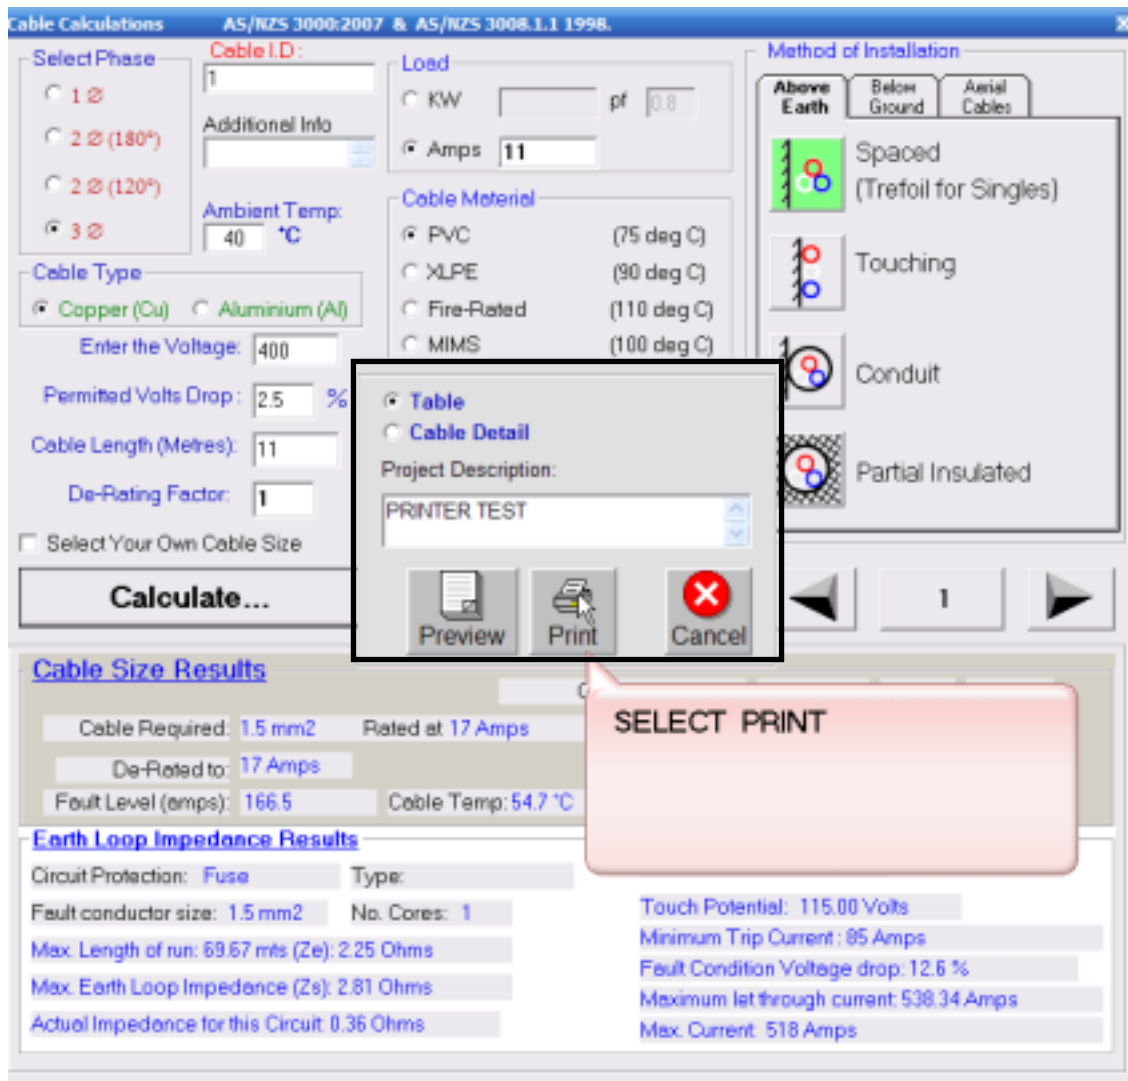 Cable Calculations AS/NZS 3000:2007 & AS/NZS 3008.1.1 1998.
Select Phase
1 Ø
2 Ø (180°)
2 Ø (120°)
3 Ø
Cable I.D :
1
Additional Info
Ambient Temp:
40 °C
Load
KW pf 0.8
Amps 11
Cable Material
PVC (75 deg C)
XLPE (90 deg C)
Fire-Rated (110 deg C)
MIMS (100 deg C)
Cable Type
Copper (Cu) Aluminium (Al)
Enter the Voltage: 400
Permitted Volts Drop : 2.5 %
Cable Length (Metres): 11
De-Rating Factor: 1
Select Your Own Cable Size
Calculate...
Method of Installation
Above Earth
Below Ground
Aerial Cables
Spaced
(Trefoil for Singles)
Touching
Conduit
Partial Insulated
1
Table
Cable Detail
Project Description:
PRINTER TEST
Preview Print Cancel
SELECT PRINT
Cable Size Results
Cable Required: 1.5 mm2 Rated at 17 Amps
De-Rated to: 17 Amps
Fault Level (amps): 166.5 Cable Temp: 54.7 °C
Earth Loop Impedance Results
Circuit Protection: Fuse Type:
Fault conductor size: 1.5 mm2 No. Cores: 1
Max. Length of run: 69.67 mts (Ze): 2.25 Ohms
Max. Earth Loop Impedance (Zs): 2.81 Ohms
Actual Impedance for this Circuit: 0.36 Ohms
Touch Potential: 115.00 Volts
Minimum Trip Current : 85 Amps
Fault Condition Voltage drop: 12.6 %
Maximum let through current: 538.34 Amps
Max. Current 518 Amps